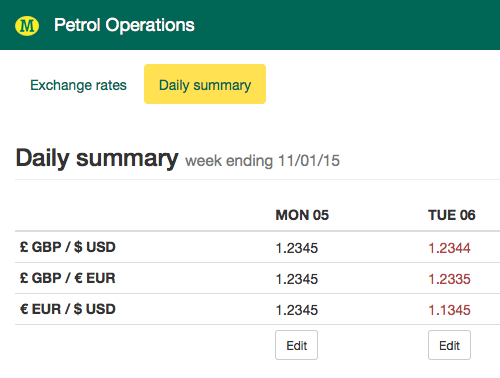 M Petrol Operations
Exchange rates Daily summary
Daily summary week ending 11/01/15
MON 05 TUE 06
£ GBP / $ USD 1.2345 1.2344
£ GBP / € EUR 1.2345 1.2335
€ EUR / $ USD 1.2345 1.1345
Edit Edit